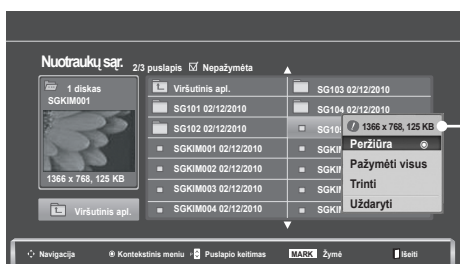 Nuotraukų sąr. 2/3 puslapis ☑ Nepažymėta
1 diskas
SGKIM001
1366 x 768, 125 KB
Viršutinis apl.
Viršutinis apl.
SG101 02/12/2010
SG102 02/12/2010
SGKIM001 02/12/2010
SGKIM002 02/12/2010
SGKIM003 02/12/2010
SGKIM004 02/12/2010
SG103 02/12/2010
SG104 02/12/2010
1366 x 768, 125 KB
Peržiūra
Pažymėti visus
Trinti
Uždaryti
Navigacija Kontekstinis meniu Puslapio keitimas MARK Žymė Išeiti